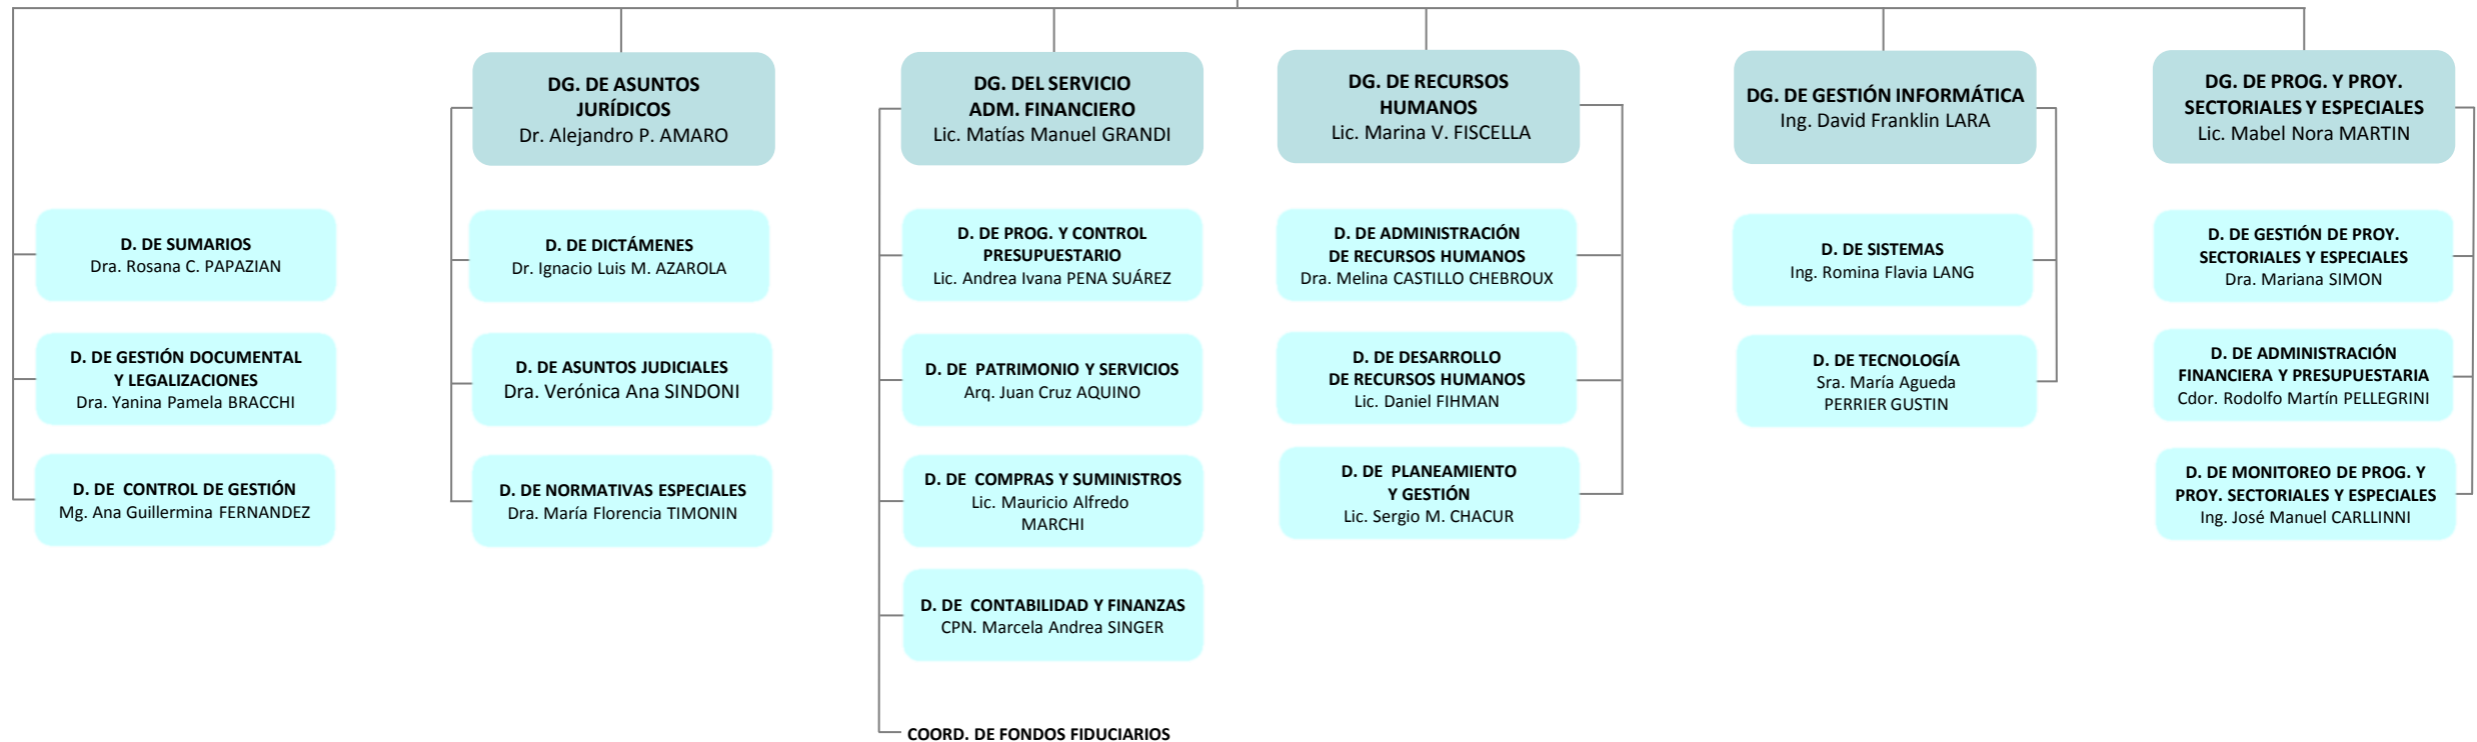 DG. DE ASUNTOS
JURÍDICOS
Dr. Alejandro P. AMARO
DG. DEL SERVICIO
ADM. FINANCIERO
Lic. Matías Manuel GRANDI
DG. DE RECURSOS
HUMANOS
Lic. Marina V. FISCELLA
DG. DE GESTIÓN INFORMÁTICA
Ing. David Franklin LARA
DG. DE PROG. Y PROY.
SECTORIALES Y ESPECIALES
Lic. Mabel Nora MARTIN
D. DE SUMARIOS
Dra. Rosana C. PAPAZIAN
D. DE GESTIÓN DOCUMENTAL
Y LEGALIZACIONES
Dra. Yanina Pamela BRACCHI
D. DE CONTROL DE GESTIÓN
Mg. Ana Guillermina FERNANDEZ
D. DE DICTÁMENES
Dr. Ignacio Luis M. AZAROLA
D. DE ASUNTOS JUDICIALES
Dra. Verónica Ana SINDONI
D. DE NORMATIVAS ESPECIALES
Dra. María Florencia TIMONIN
D. DE PROG. Y CONTROL
PRESUPUESTARIO
Lic. Andrea Ivana PENA SUÁREZ
D. DE PATRIMONIO Y SERVICIOS
Arq. Juan Cruz AQUINO
D. DE COMPRAS Y SUMINISTROS
Lic. Mauricio Alfredo
MARCHI
D. DE CONTABILIDAD Y FINANZAS
CPN. Marcela Andrea SINGER
COORD. DE FONDOS FIDUCIARIOS
D. DE ADMINISTRACIÓN
DE RECURSOS HUMANOS
Dra. Melina CASTILLO CHEBROUX
D. DE DESARROLLO
DE RECURSOS HUMANOS
Lic. Daniel FIHMAN
D. DE PLANEAMIENTO
Y GESTIÓN
Lic. Sergio M. CHACUR
D. DE SISTEMAS
Ing. Romina Flavia LANG
D. DE TECNOLOGÍA
Sra. María Agueda
PERRIER GUSTIN
D. DE GESTIÓN DE PROY.
SECTORIALES Y ESPECIALES
Dra. Mariana SIMON
D. DE ADMINISTRACIÓN
FINANCIERA Y PRESUPUESTARIA
Cdor. Rodolfo Martín PELLEGRINI
D. DE MONITOREO DE PROG. Y
PROY. SECTORIALES Y ESPECIALES
Ing. José Manuel CARLLINNI